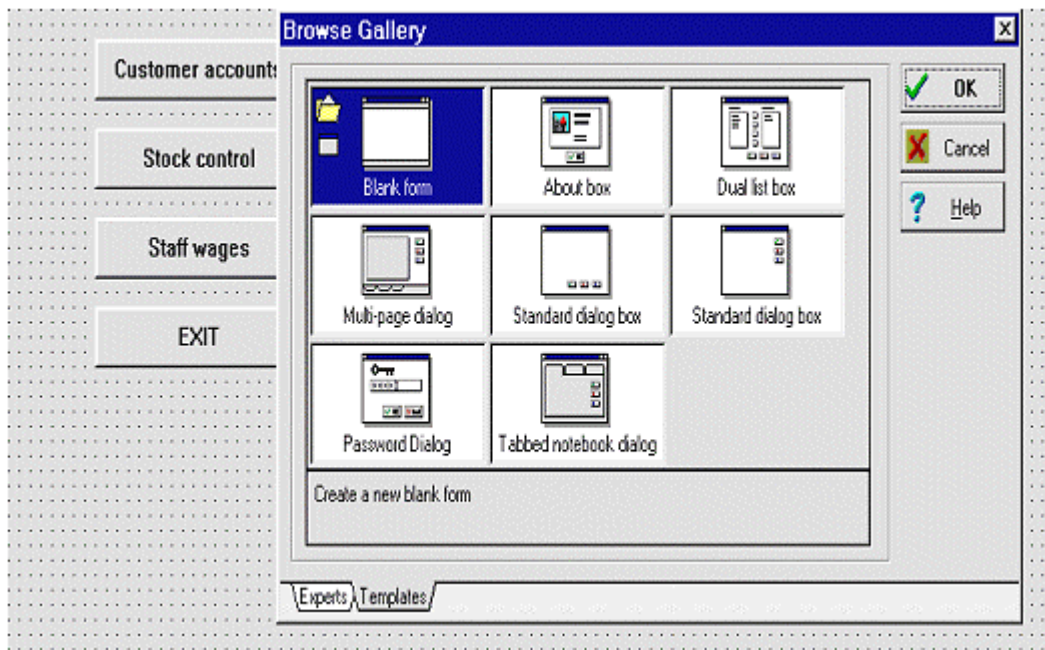 Browse Gallery
Customer accounts
Stock control
Staff wages
EXIT
Blank form
About box
Dual list box
Multi-page dialog
Standard dialog box
Standard dialog box
Password Dialog
Tabbed notebook dialog
Create a new blank form
Experts
Templates
OK
Cancel
Help